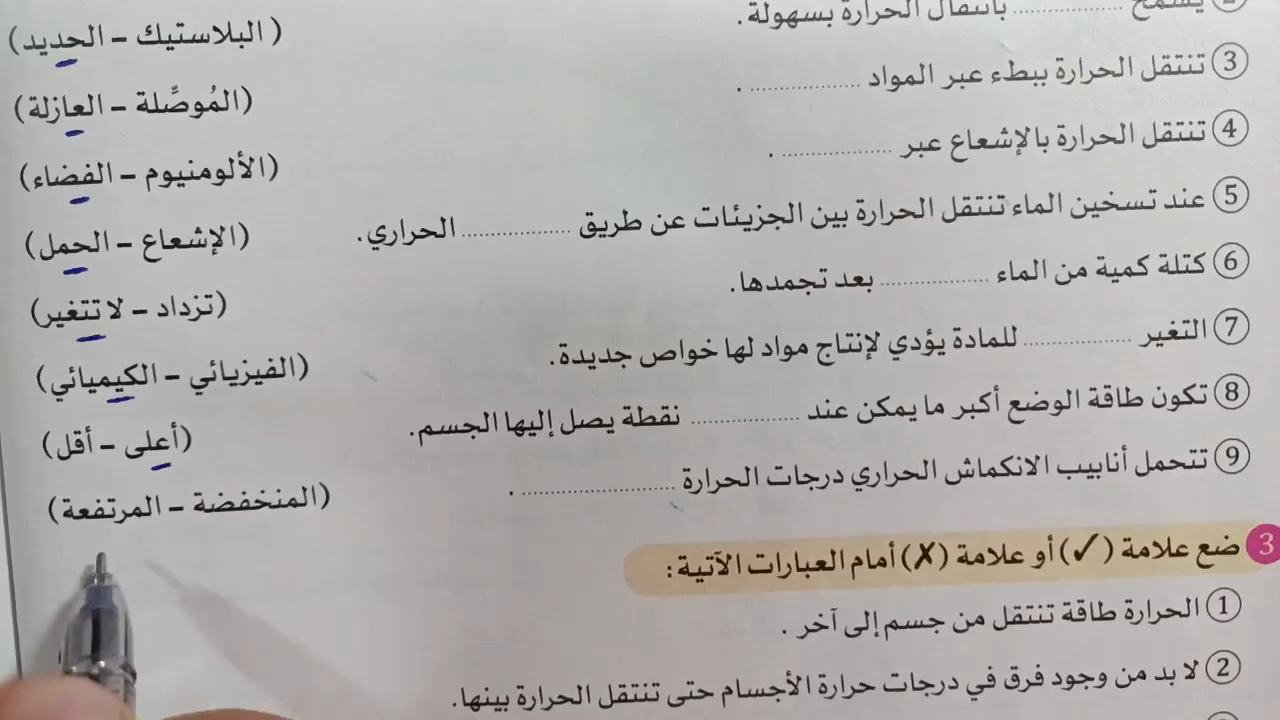 ② يسمح .................. بانتقال الحرارة بسهولة. (البلاستيك – الحديد)
③ تنتقل الحرارة ببطء عبر المواد .................. . (المُوصِّلة – العازلة)
④ تنتقل الحرارة بالإشعاع عبر .................. . (الألومنيوم – الفضاء)
⑤ عند تسخين الماء تنتقل الحرارة بين الجزيئات عن طريق .................. الحراري. (الإشعاع – الحمل)
⑥ كتلة كمية من الماء .................. بعد تجمدها. (تزداد – لا تتغير)
⑦ التغير .................. للمادة يؤدي لإنتاج مواد لها خواص جديدة. (الفيزيائي – الكيميائي)
⑧ تكون طاقة الوضع أكبر ما يمكن عند .................. نقطة يصل إليها الجسم. (أعلى – أقل)
⑨ تتحمل أنابيب الانكماش الحراري درجات الحرارة .................. . (المنخفضة – المرتفعة)
3 ضع علامة (✓) أو علامة (✗) أمام العبارات الآتية:
① الحرارة طاقة تنتقل من جسم إلى آخر .
② لا بد من وجود فرق في درجات حرارة الأجسام حتى تنتقل الحرارة بينها.